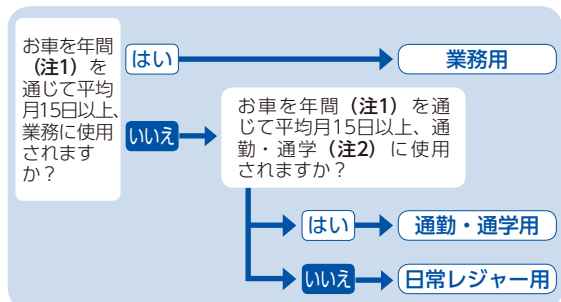 お車を年間
(注1)を
通じて平均
月15日以上、
業務に使用
されます
か？
はい
業務用
いいえ
お車を年間(注1)を通
じて平均月15日以上、通
勤・通学(注2)に使用
されますか？
はい
通勤・通学用
いいえ
日常レジャー用